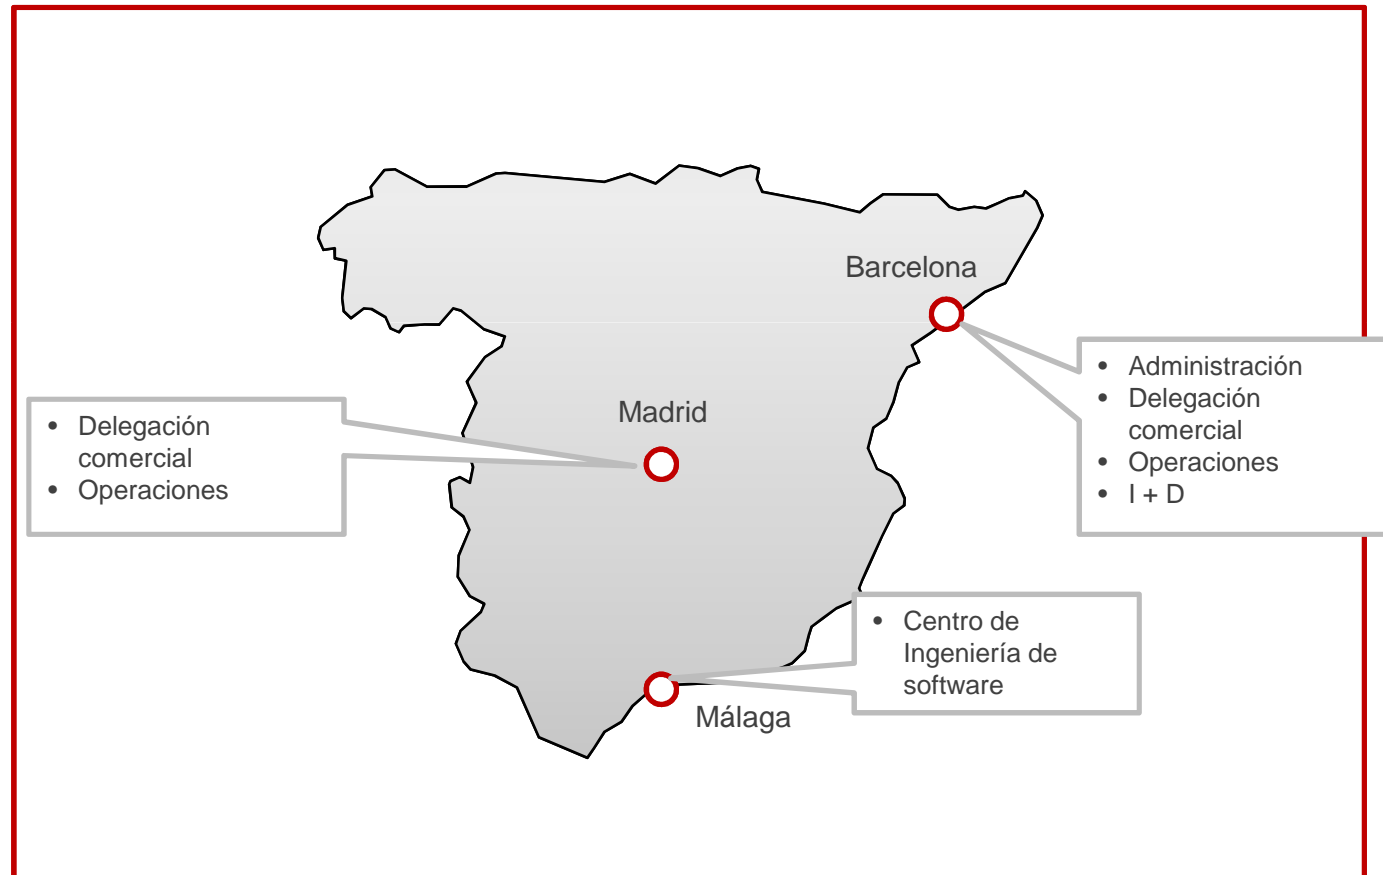 Barcelona
• Administración
• Delegación
comercial
• Operaciones
• I + D
Madrid
• Delegación
comercial
• Operaciones
• Centro de
Ingeniería de
software
Málaga